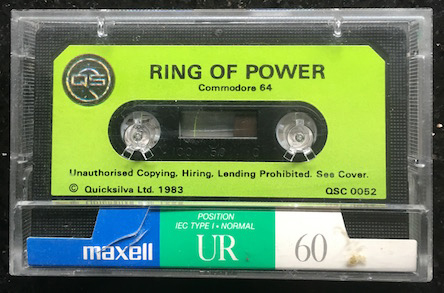 QS
RING OF POWER
Commodore 64
Unauthorised Copying, Hiring, Lending Prohibited. See Cover.
© Quicksilva Ltd. 1983 QSC 0052
POSITION
IEC TYPE I • NORMAL
maxell UR 60